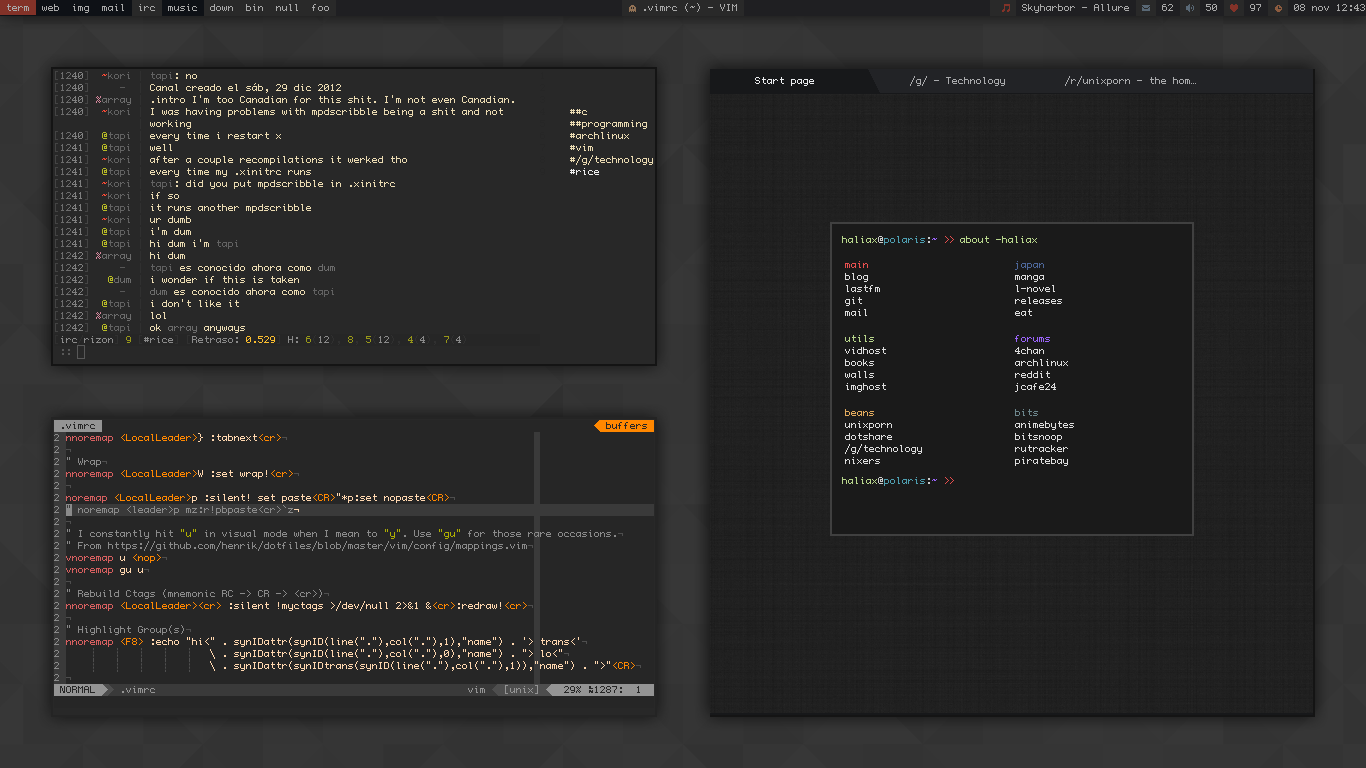 term web img mail irc music down bin null foo .vimrc (~) - VIM Skyharbor - Allure 62 50 97 08 nov 12:43
[1240] ~kori | tapi: no
[1240] - | Canal creado el sáb, 29 dic 2012
[1240] %array | .intro I'm too Canadian for this shit. I'm not even Canadian.
[1240] ~kori | I was having problems with mpdscribble being a shit and not
working
[1240] @tapi | every time i restart x
[1241] @tapi | well
[1241] ~kori | after a couple recompilations it werked tho
[1241] @tapi | every time my .xinitrc runs
[1241] ~kori | tapi: did you put mpdscribble in .xinitrc
[1241] ~kori | if so
[1241] @tapi | it runs another mpdscribble
[1241] ~kori | ur dumb
[1241] @tapi | i'm dum
[1241] @tapi | hi dum i'm tapi
[1242] %array | hi dum
[1242] - | tapi es conocido ahora como dum
[1242] @dum | i wonder if this is taken
[1242] - | dum es conocido ahora como tapi
[1242] @tapi | i don't like it
[1242] %array | lol
[1242] @tapi | ok array anyways
##c
##programming
#archlinux
#vim
#/g/technology
#rice
irc_rizon] 9 [#rice] [Retraso: 0.529] [H: 6[12], 8, 5[12], 4[4], 7[4]
::
.vimrc buffers
2 nnoremap <LocalLeader>} :tabnext<cr>¬
2 ¬
2 " Wrap¬
2 nnoremap <LocalLeader>W :set wrap!<cr>¬
2 ¬
2 noremap <LocalLeader>p :silent! set paste<CR>"*p:set nopaste<CR>¬
2 " noremap <leader>p mz:r!pbpaste<cr>`z¬
2 ¬
2 " I constantly hit "u" in visual mode when I mean to "y". Use "gu" for those rare occasions.¬
2 " From https://github.com/henrik/dotfiles/blob/master/vim/config/mappings.vim¬
2 vnoremap u <nop>¬
2 vnoremap gu u¬
2 ¬
2 " Rebuild Ctags (mnemonic RC -> CR -> <cr>)¬
2 nnoremap <LocalLeader><cr> :silent !myctags >/dev/null 2>&1 &<cr>:redraw!<cr>¬
2 ¬
2 " Highlight Group(s)¬
2 nnoremap <F8> :echo "hi<" . synIDattr(synID(line("."),col("."),1),"name") . '> trans<'¬
2 \ . synIDattr(synID(line("."),col("."),0),"name") . "> lo<"¬
2 \ . synIDattr(synIDtrans(synID(line("."),col("."),1)),"name") . ">"<CR>¬
2 ¬
NORMAL .vimrc vim [unix] 29% 1287: 1
Start page /g/ - Technology /r/unixporn - the hom…
haliax@polaris:~ >> about -haliax
main japan
blog manga
lastfm l-novel
git releases
mail eat
utils forums
vidhost 4chan
books archlinux
walls reddit
imghost jcafe24
beans bits
unixporn animebytes
dotshare bitsnoop
/g/technology rutracker
nixers piratebay
haliax@polaris:~ >>